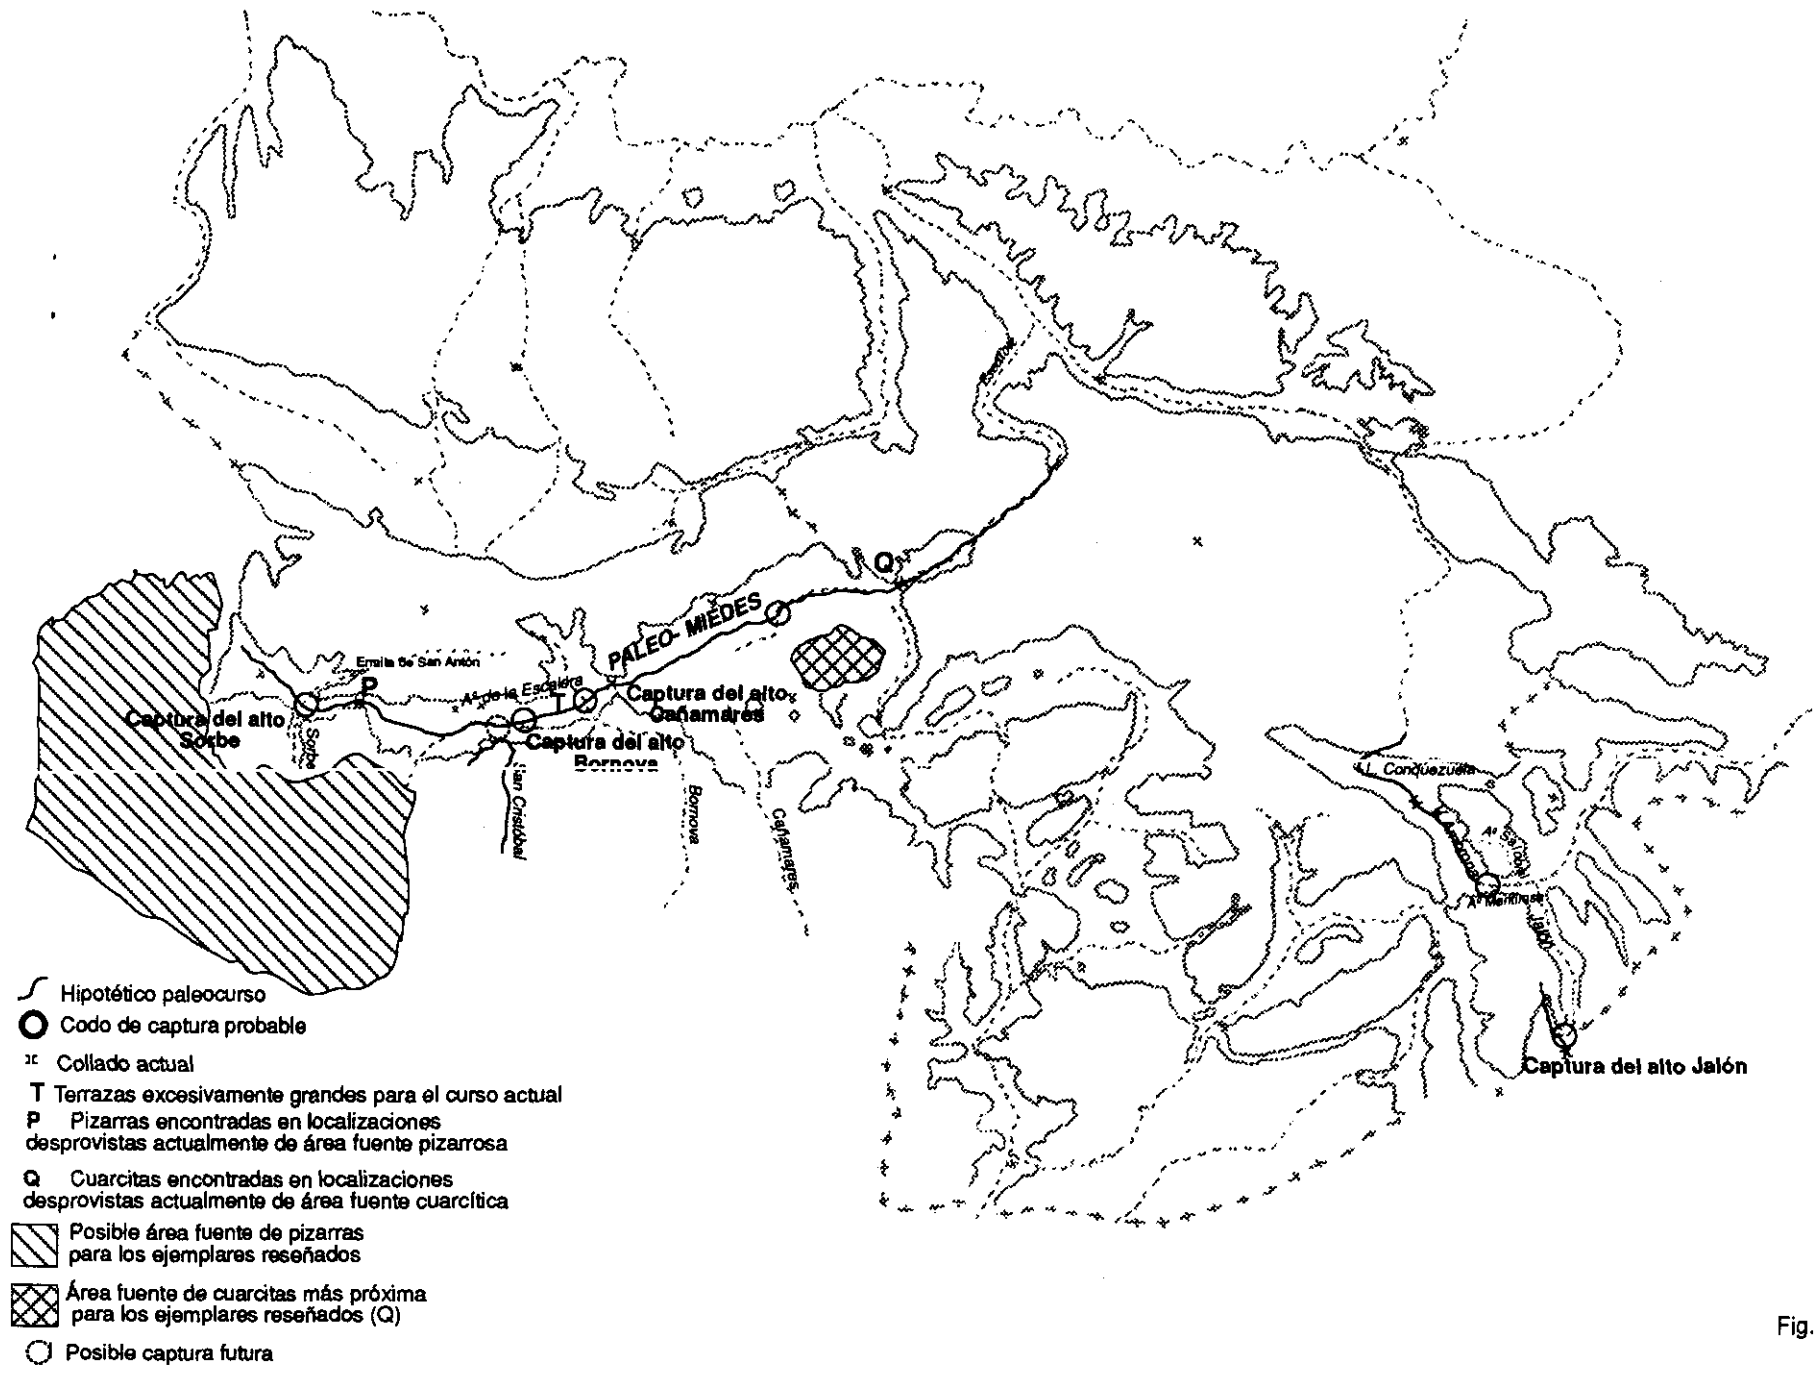 Q
PALEO- MIEDES
Ermita de San Antón
P
Aº de la Escalera
T
Captura del alto
Cañamares
Captura del alto
Sorbe
Sorbe
Captura del alto
Bornova
San Cristóbal
Bornova
Cañamares
L. Conquezuela
Ambrona
Aº Mentirosa
Jalón
Captura del alto Jalón
Hipotético paleocurso
Codo de captura probable
Collado actual
T Terrazas excesivamente grandes para el curso actual
P Pizarras encontradas en localizaciones
desprovistas actualmente de área fuente pizarrosa
Q Cuarcitas encontradas en localizaciones
desprovistas actualmente de área fuente cuarcítica
Posible área fuente de pizarras
para los ejemplares reseñados
Área fuente de cuarcitas más próxima
para los ejemplares reseñados (Q)
Posible captura futura
Fig.